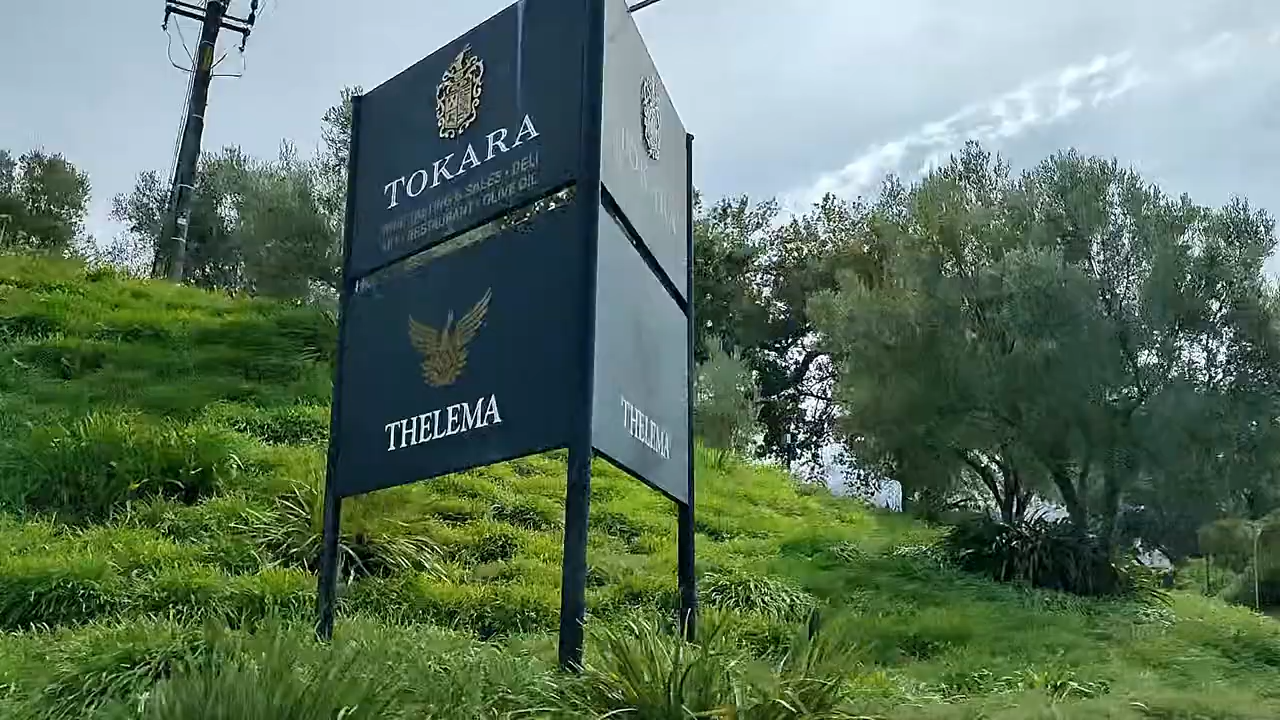 TOKARA
WINE TASTING & SALES • DELI
RESTAURANT • OLIVE OIL
THELEMA
THELEMA